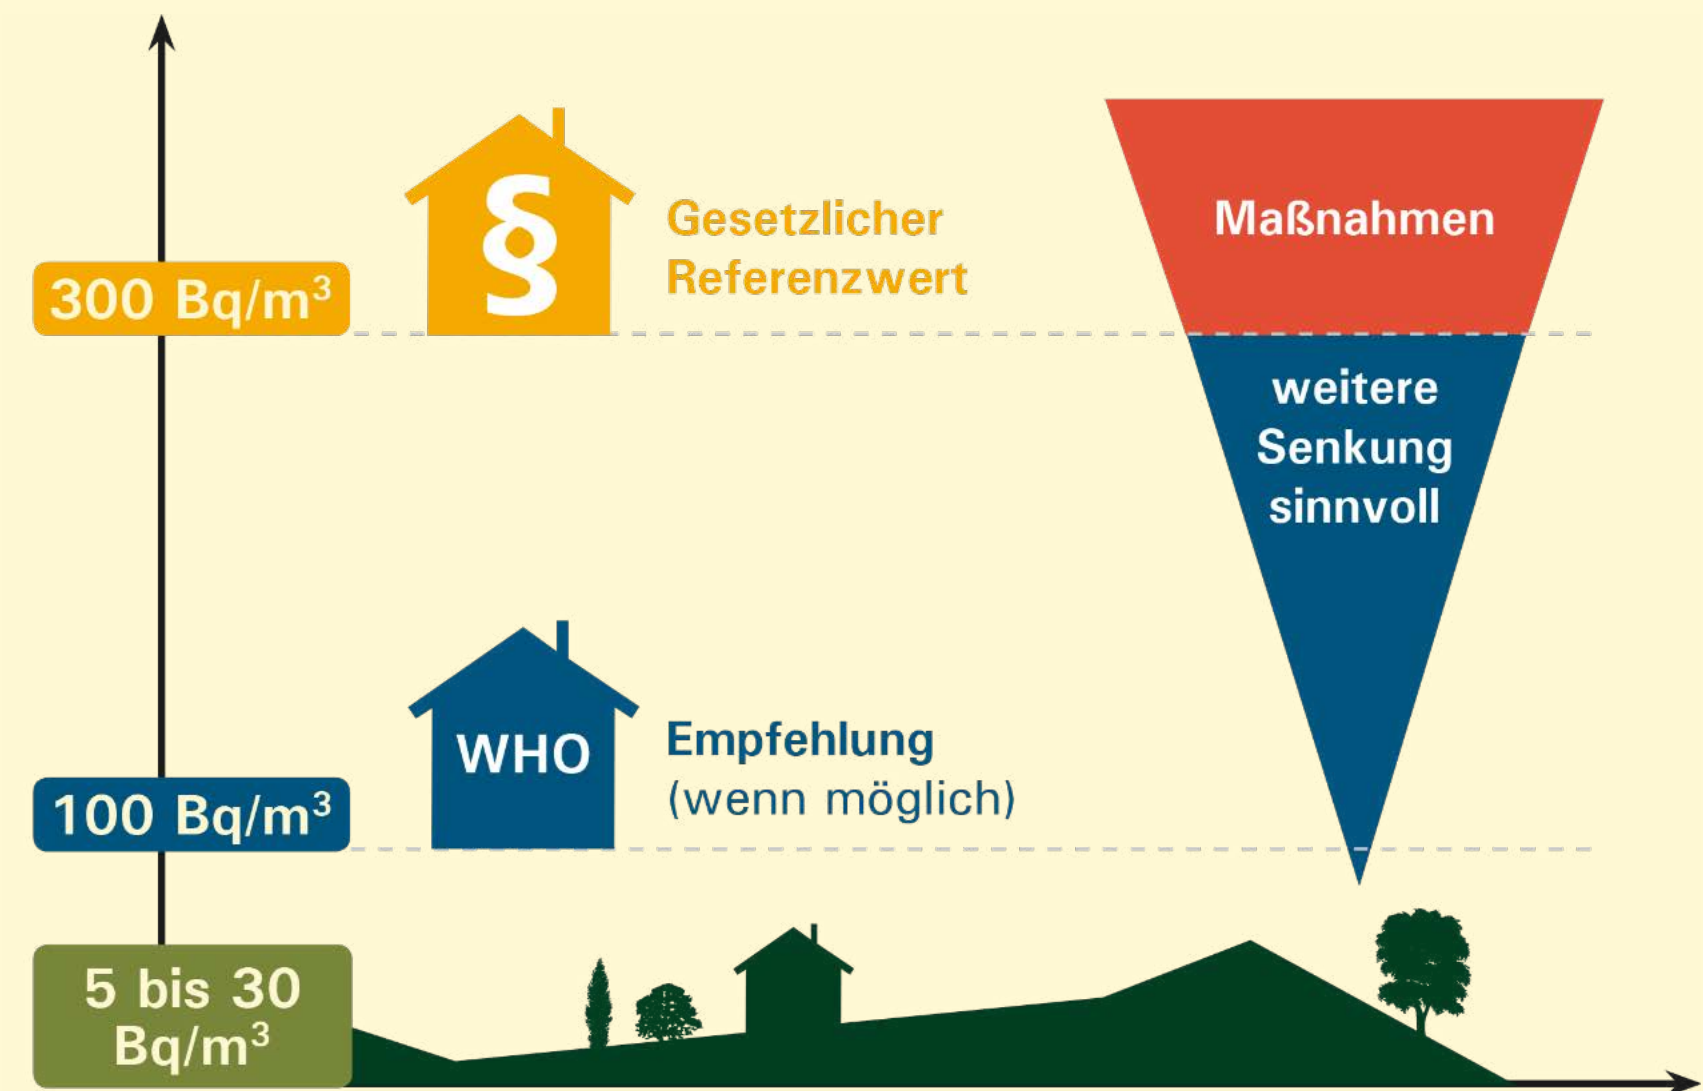 §
Gesetzlicher
Referenzwert
300 Bq/m³
Maßnahmen
weitere
Senkung
sinnvoll
WHO
Empfehlung
(wenn möglich)
100 Bq/m³
5 bis 30
Bq/m³